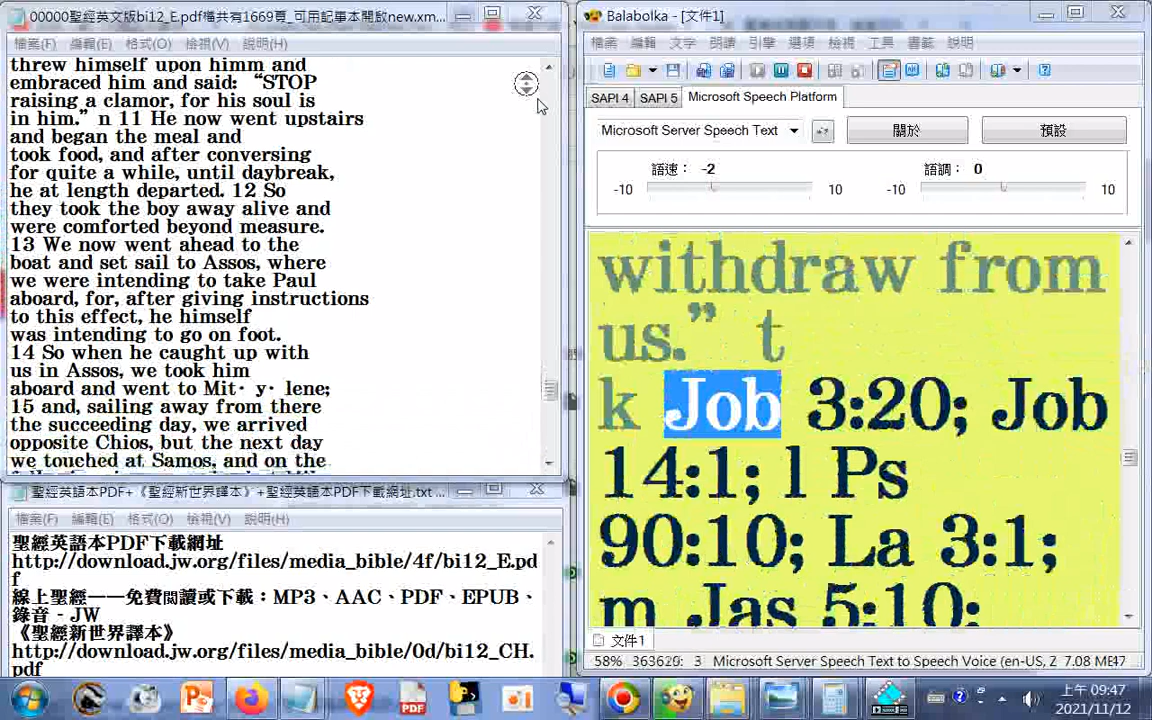 00000聖經英文版bi12_E.pdf檔共有1669頁_可用記事本開啟new.xm...
檔案(F) 編輯(E) 格式(O) 檢視(V) 說明(H)
threw himself upon himm and
embraced him and said: “STOP
raising a clamor, for his soul is
in him.” n 11 He now went upstairs
and began the meal and
took food, and after conversing
for quite a while, until daybreak,
he at length departed. 12 So
they took the boy away alive and
were comforted beyond measure.
13 We now went ahead to the
boat and set sail to Assos, where
we were intending to take Paul
aboard, for, after giving instructions
to this effect, he himself
was intending to go on foot.
14 So when he caught up with
us in Assos, we took him
aboard and went to Mit· y· lene;
15 and, sailing away from there
the succeeding day, we arrived
opposite Chios, but the next day
we touched at Samos, and on the
聖經英語本PDF+《聖經新世界譯本》+聖經英語本PDF下載網址.txt ...
檔案(F) 編輯(E) 格式(O) 檢視(V) 說明(H)
聖經英語本PDF下載網址
http://download.jw.org/files/media_bible/4f/bi12_E.pd
f
線上聖經——免費閱讀或下載：MP3、AAC、PDF、EPUB、
錄音 - JW
《聖經新世界譯本》
http://download.jw.org/files/media_bible/0d/bi12_CH.
pdf
Balabolka - [文件1]
檔案 編輯 文字 朗讀 引擎 選項 檢視 工具 書籤 說明
SAPI 4 SAPI 5 Microsoft Speech Platform
Microsoft Server Speech Text 關於 預設
語速： -2 語調： 0
-10 10 -10 10
withdraw from
us.” t
k Job 3:20; Job
14:1; l Ps
90:10; La 3:1;
m Jas 5:10;
文件1
58% 363629: 3 Microsoft Server Speech Text to Speech Voice (en-US, Z 7.08 ME 47
上午 09:47
2021/11/12